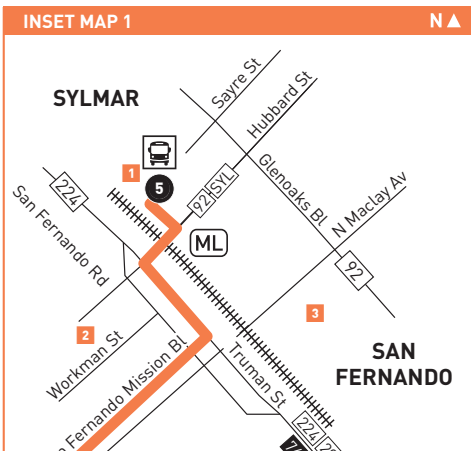 INSET MAP 1
N
Sayre St
Hubbard St
SYLMAR
1
5
92
SYL
Glenoaks Bl
N Maclay Av
224
San Fernando Rd
ML
92
3
2
Workman St
SAN
FERNANDO
Fernando Mission Bl
Truman St
224